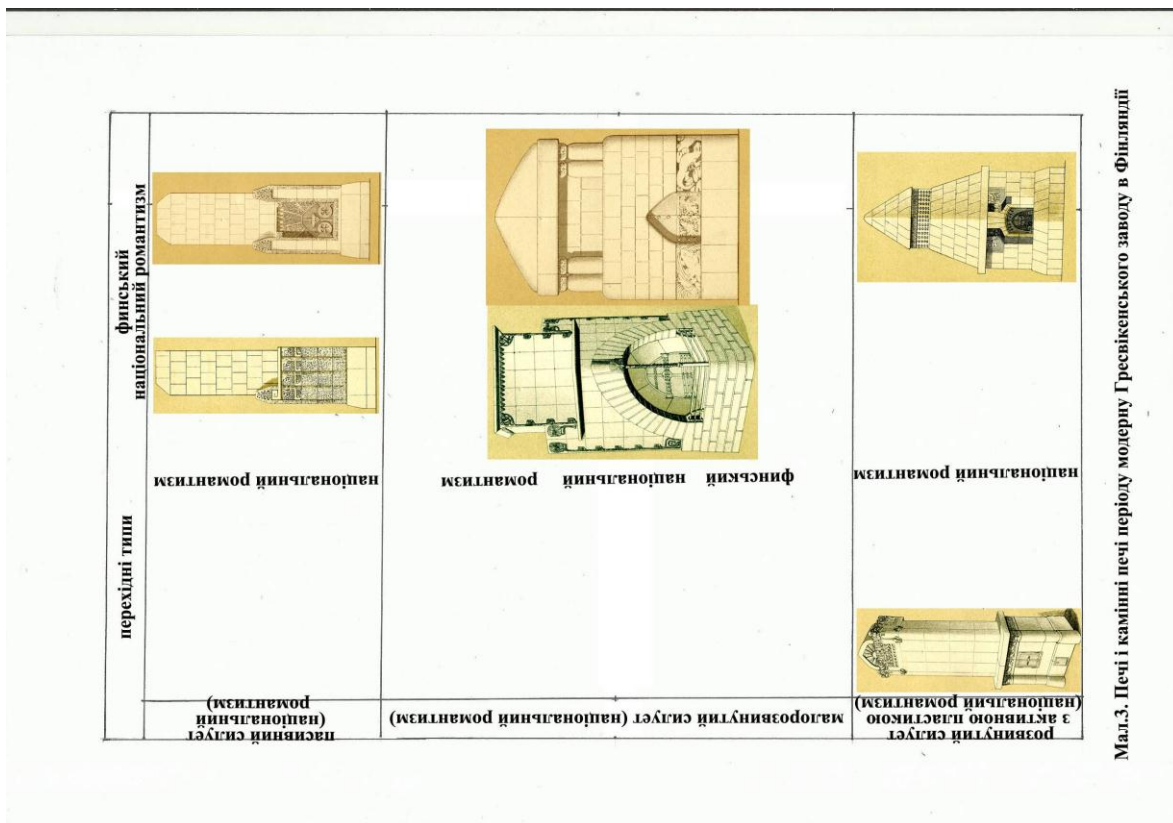 перехідні типи
финський
національний романтизм
пасивний силует
(національний
романтизм)
національний романтизм
малорозвинутий силует (національний романтизм)
финський національний романтизм
розвинутий силует
з активною пластикою
(національний романтизм)
національний романтизм
Мал.3. Печі і камінні печі періоду модерну Гресвікенського заводу в Фінляндії